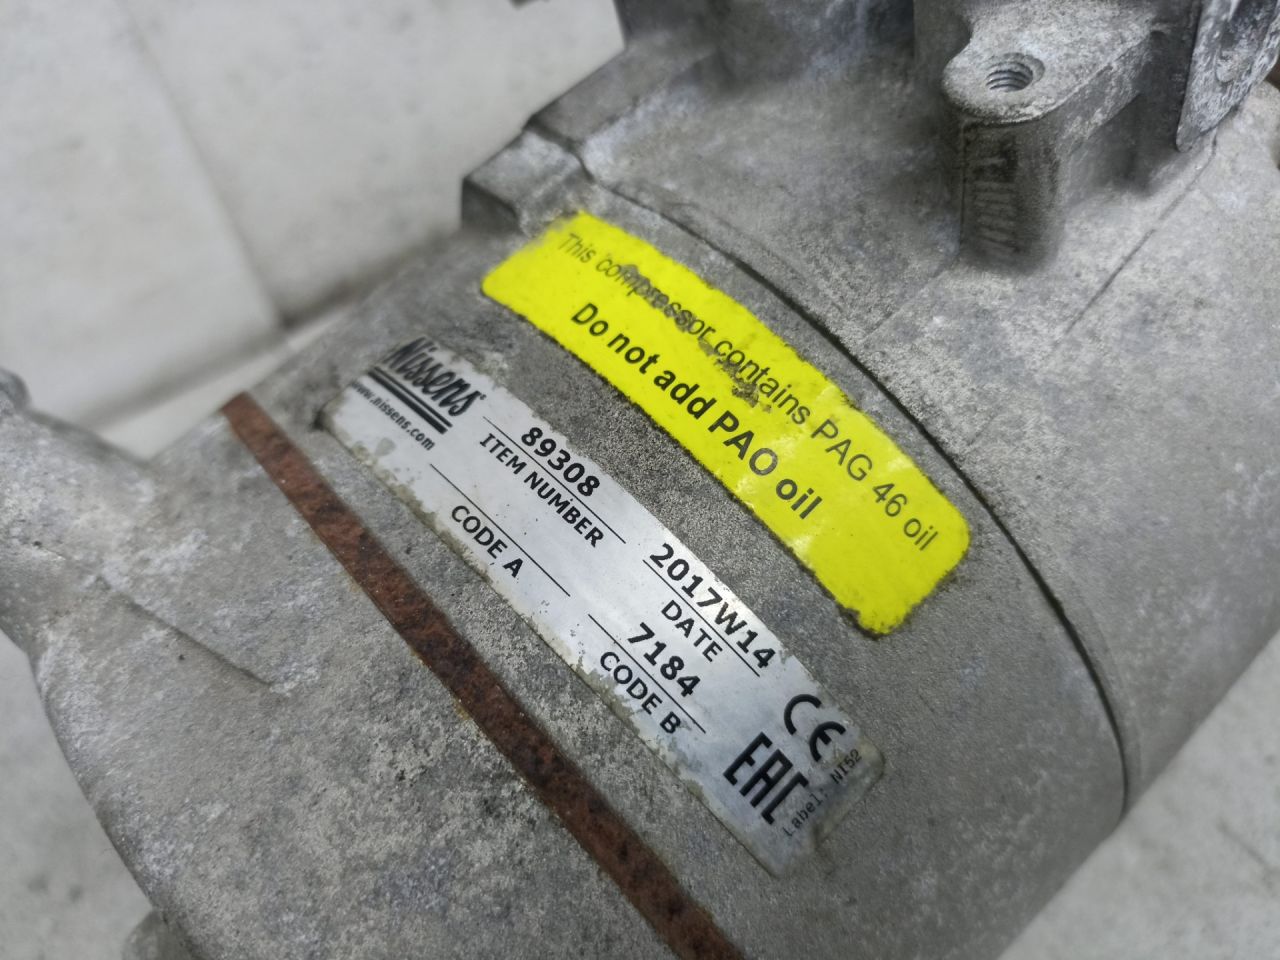 This compressor contains PAG 46 oil
Do not add PAO oil
Nissens
www.nissens.com
89308
ITEM NUMBER
2017W14
DATE
CODE A
7184
CODE B
CE
EAC
Label: NI52